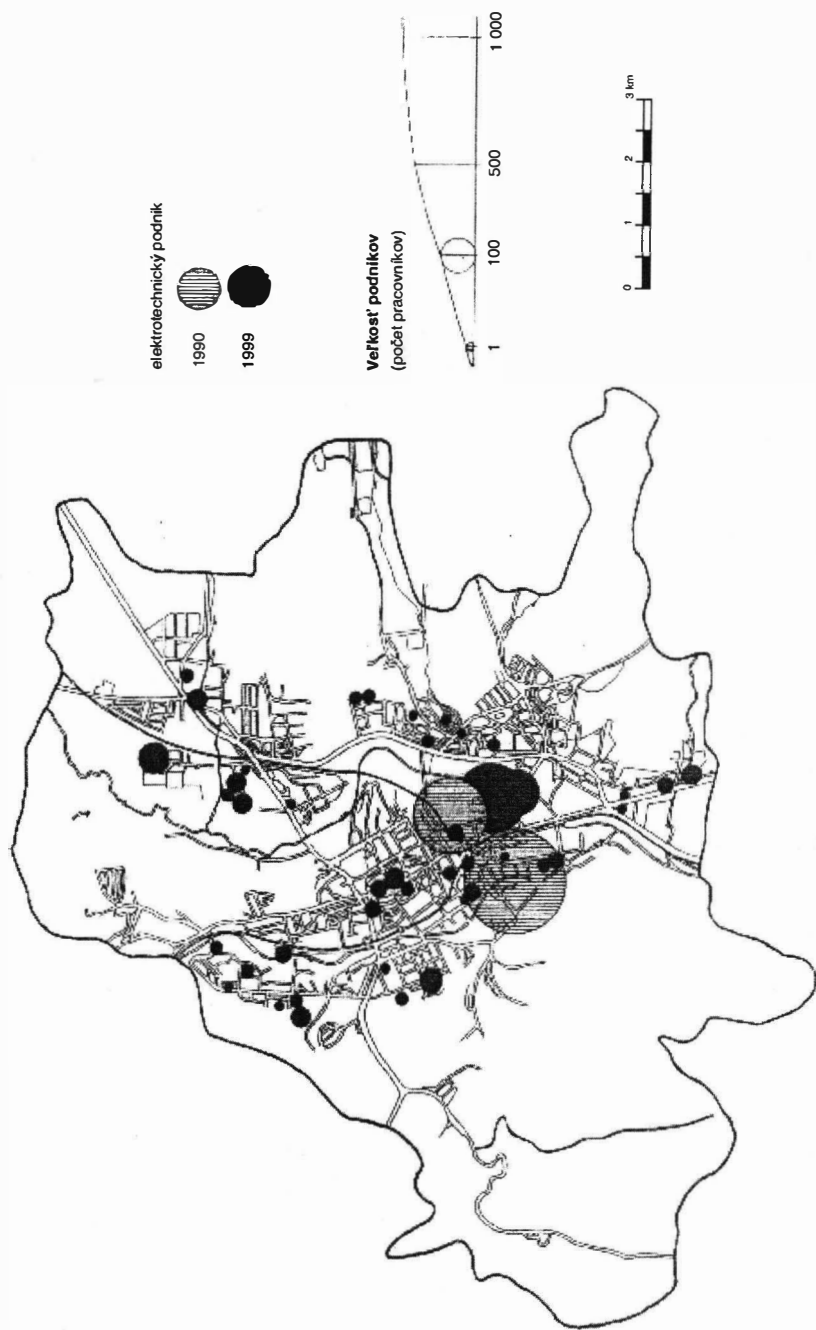 elektrotechnický podnik
1990
1999
Veľkosť podnikov
(počet pracovníkov)
1
100
500
1 000
0
1
2
3 km